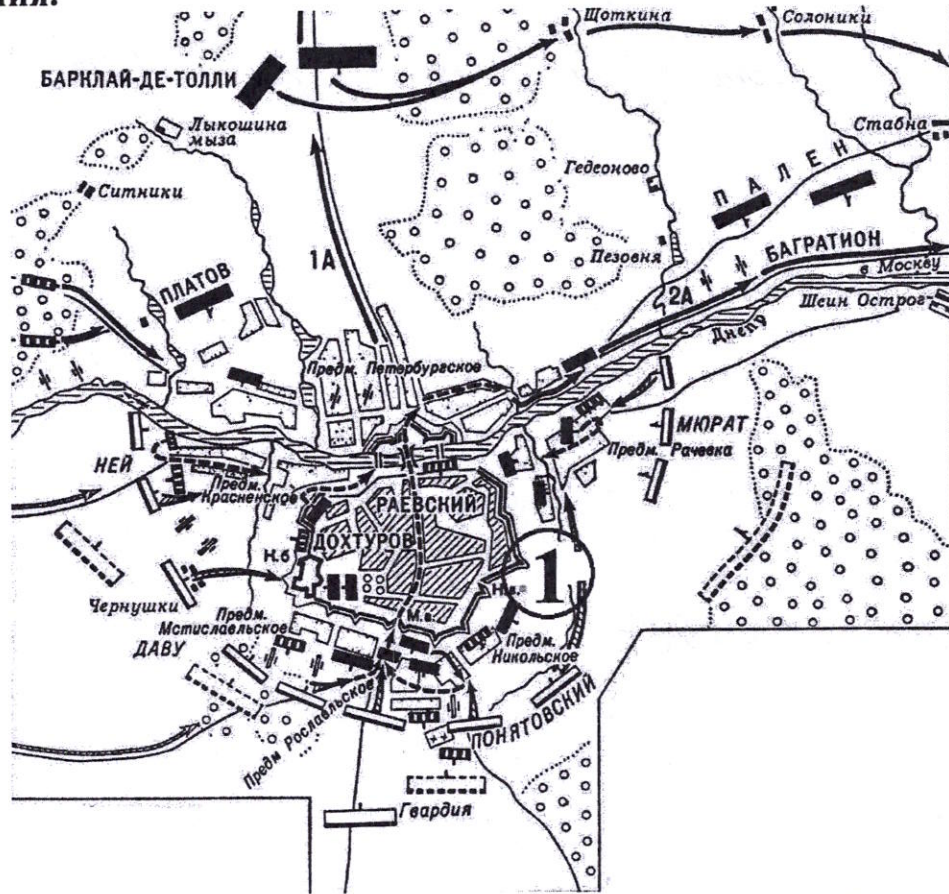 ния.
Щоткина
Солоники
БАРКЛАЙ-ДЕ-ТОЛЛИ
Лыкошина
мыза
Стабна
Ситники
Гедеоново
ПАЛЕН
1А
Пезовня
БАГРАТИОН
в Москву
ПЛАТОВ
2А
Шеин Острог
Днепр
Предм. Петербургское
МЮРАТ
НЕЙ
Предм. Рачевка
Предм.
Красненское
РАЕВСКИЙ
ДОХТУРОВ
Н.б
1
Чернушки
М.в.
Предм.
Мстиславльское
Предм.
Никольское
ДАВУ
ПОНЯТОВСКИЙ
Предм Рославльское
Гвардия